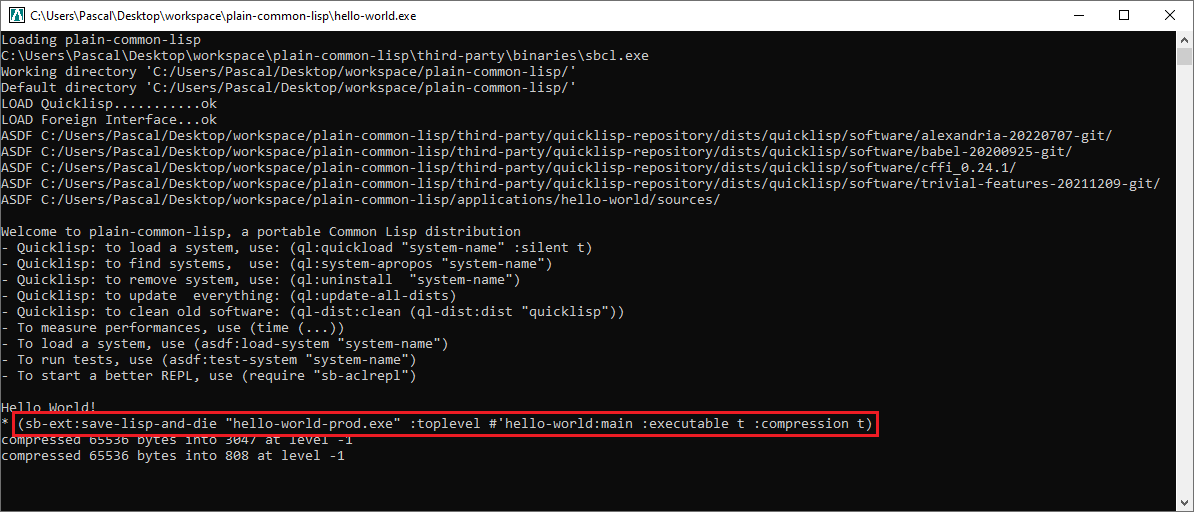 C:\Users\Pascal\Desktop\workspace\plain-common-lisp\hello-world.exe
Loading plain-common-lisp
C:\Users\Pascal\Desktop\workspace\plain-common-lisp\third-party\binaries\sbcl.exe
Working directory 'C:/Users/Pascal/Desktop/workspace/plain-common-lisp/'
Default directory 'C:/Users/Pascal/Desktop/workspace/plain-common-lisp/'
LOAD Quicklisp...........ok
LOAD Foreign Interface...ok
ASDF C:/Users/Pascal/Desktop/workspace/plain-common-lisp/third-party/quicklisp-repository/dists/quicklisp/software/alexandria-20220707-git/
ASDF C:/Users/Pascal/Desktop/workspace/plain-common-lisp/third-party/quicklisp-repository/dists/quicklisp/software/babel-20200925-git/
ASDF C:/Users/Pascal/Desktop/workspace/plain-common-lisp/third-party/quicklisp-repository/dists/quicklisp/software/cffi_0.24.1/
ASDF C:/Users/Pascal/Desktop/workspace/plain-common-lisp/third-party/quicklisp-repository/dists/quicklisp/software/trivial-features-20211209-git/
ASDF C:/Users/Pascal/Desktop/workspace/plain-common-lisp/applications/hello-world/sources/
Welcome to plain-common-lisp, a portable Common Lisp distribution
- Quicklisp: to load a system, use: (ql:quickload "system-name" :silent t)
- Quicklisp: to find systems,  use: (ql:system-apropos "system-name")
- Quicklisp: to remove system, use: (ql:uninstall  "system-name")
- Quicklisp: to update  everything: (ql:update-all-dists)
- Quicklisp: to clean old software: (ql-dist:clean (ql-dist:dist "quicklisp"))
- To measure performances, use (time (...))
- To load a system, use (asdf:load-system "system-name")
- To run tests, use (asdf:test-system "system-name")
- To start a better REPL, use (require "sb-aclrepl")
Hello World!
* (sb-ext:save-lisp-and-die "hello-world-prod.exe" :toplevel #'hello-world:main :executable t :compression t)
compressed 65536 bytes into 3047 at level -1
compressed 65536 bytes into 808 at level -1